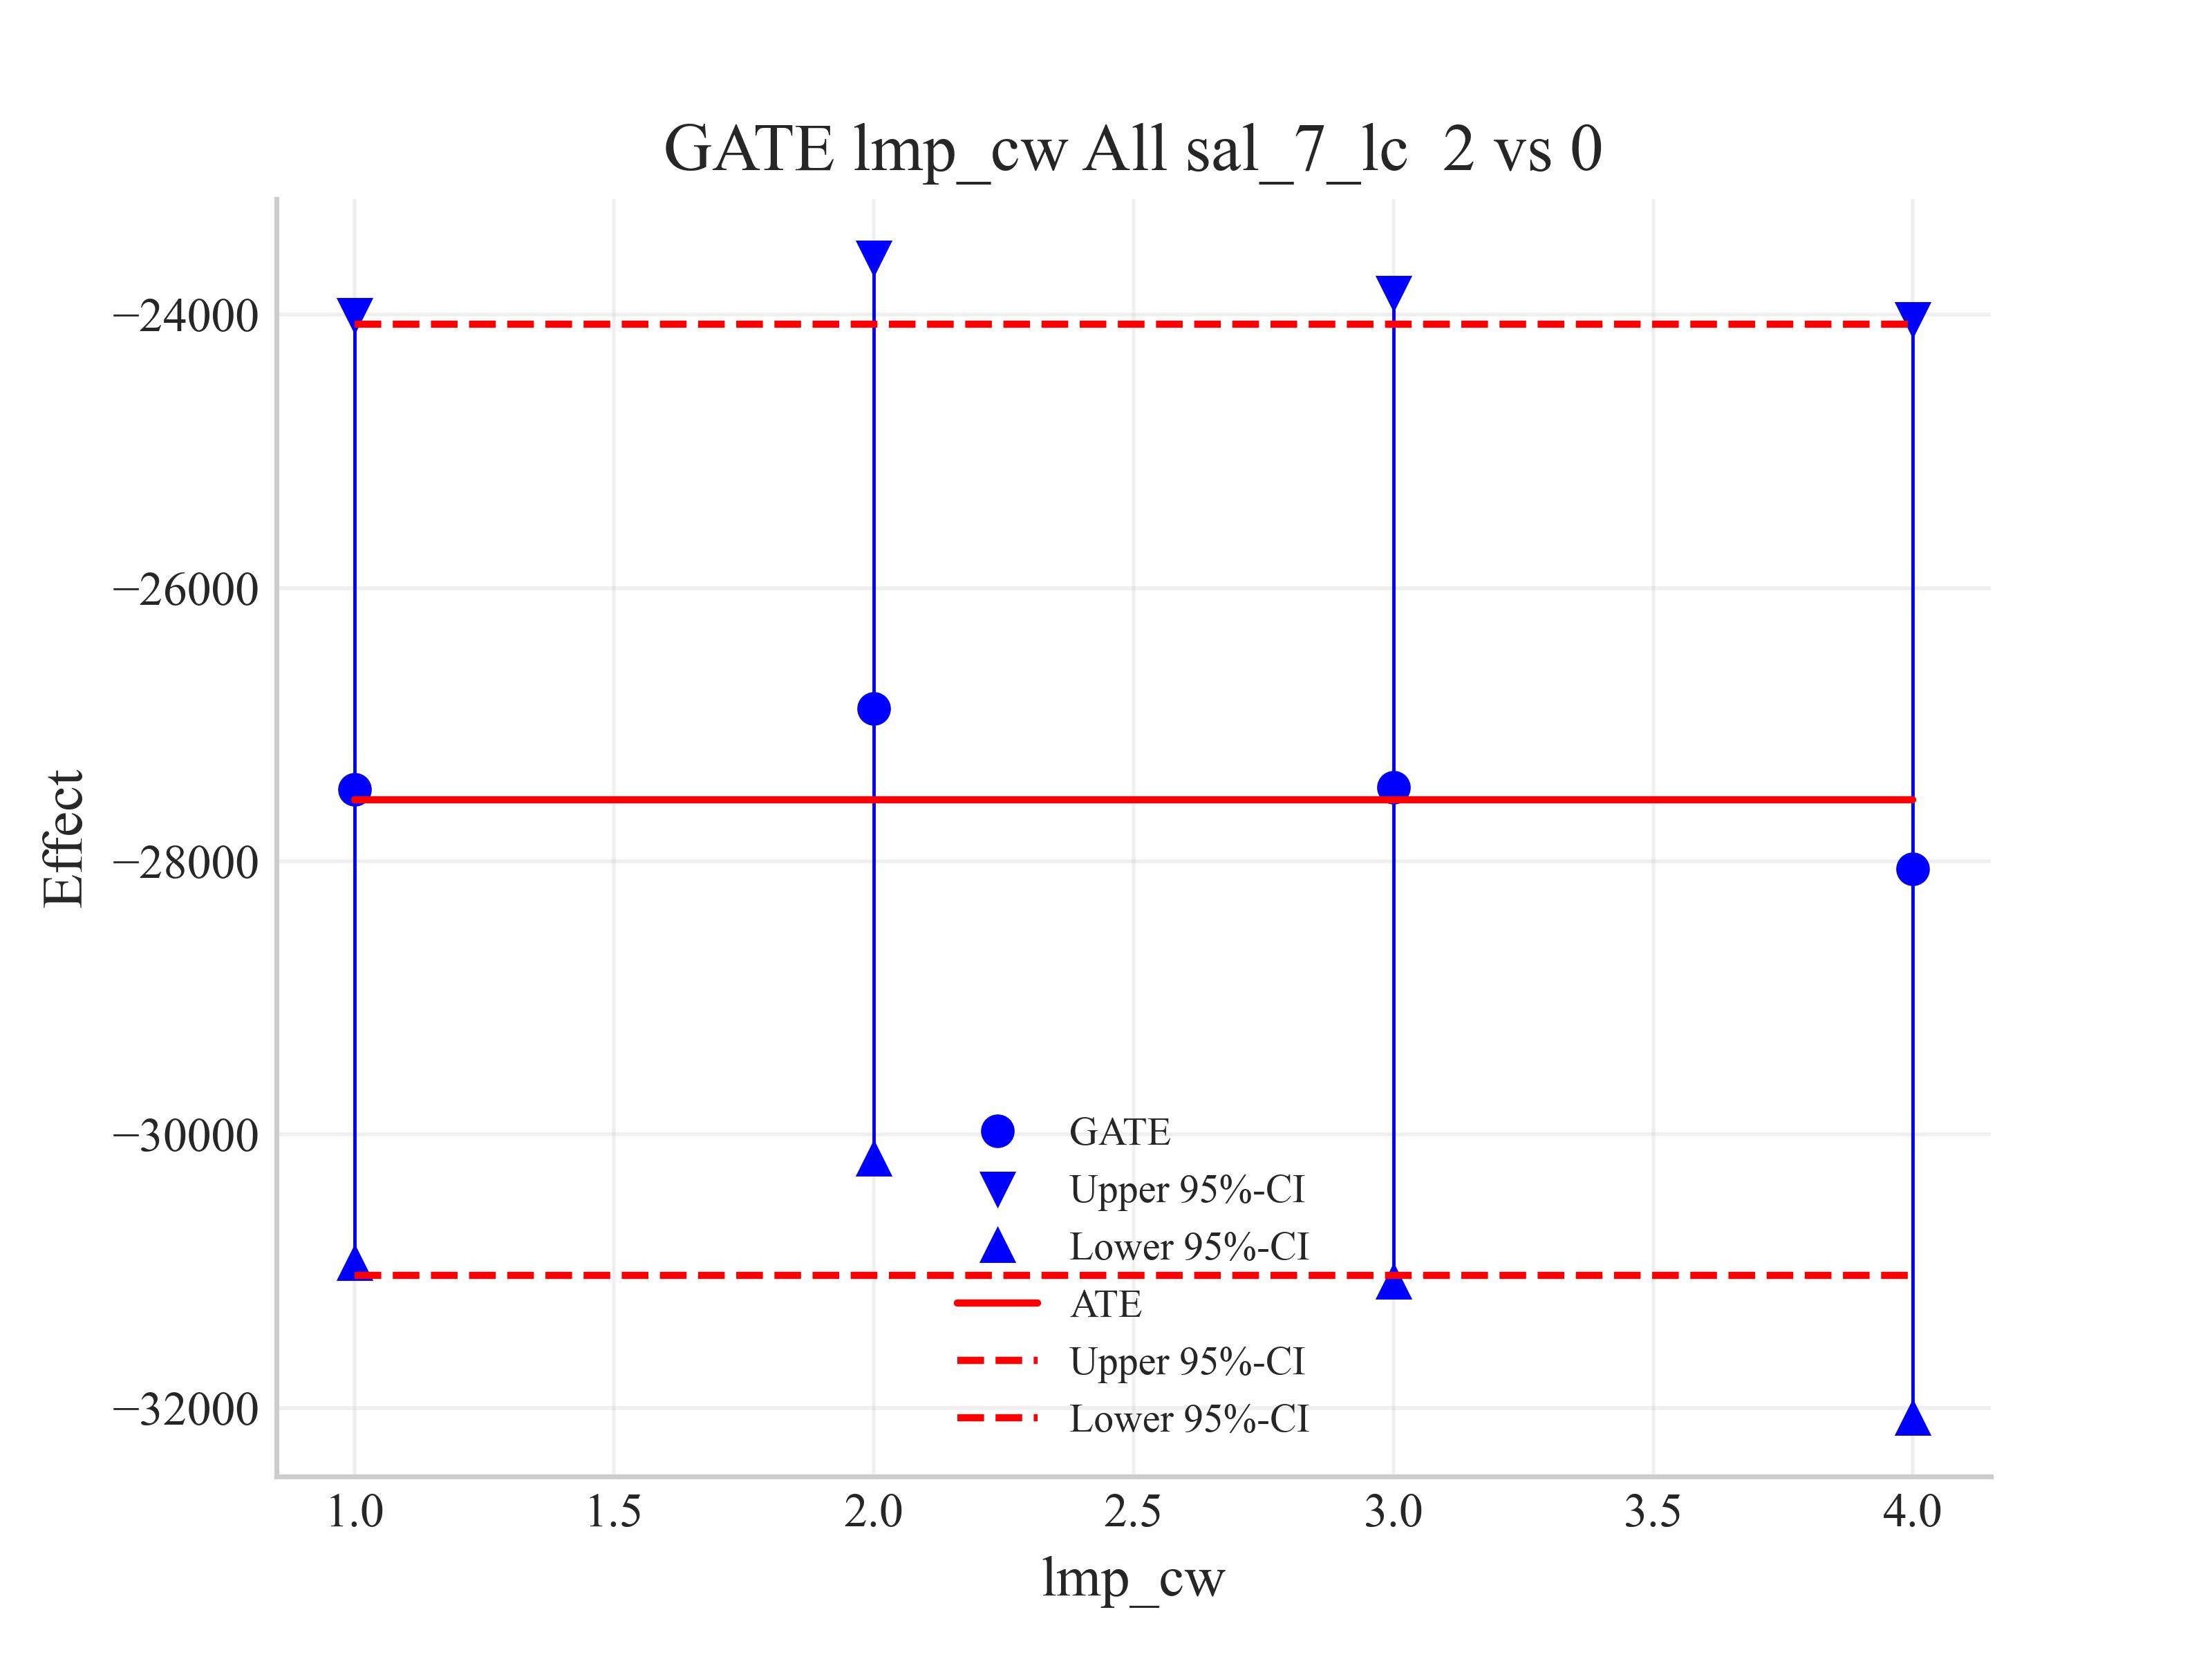 GATE lmp_cw All sal_7_lc  2 vs 0
Effect
−24000
−26000
−28000
−30000
−32000
GATE
Upper 95%-CI
Lower 95%-CI
ATE
Upper 95%-CI
Lower 95%-CI
1.0 1.5 2.0 2.5 3.0 3.5 4.0
lmp_cw